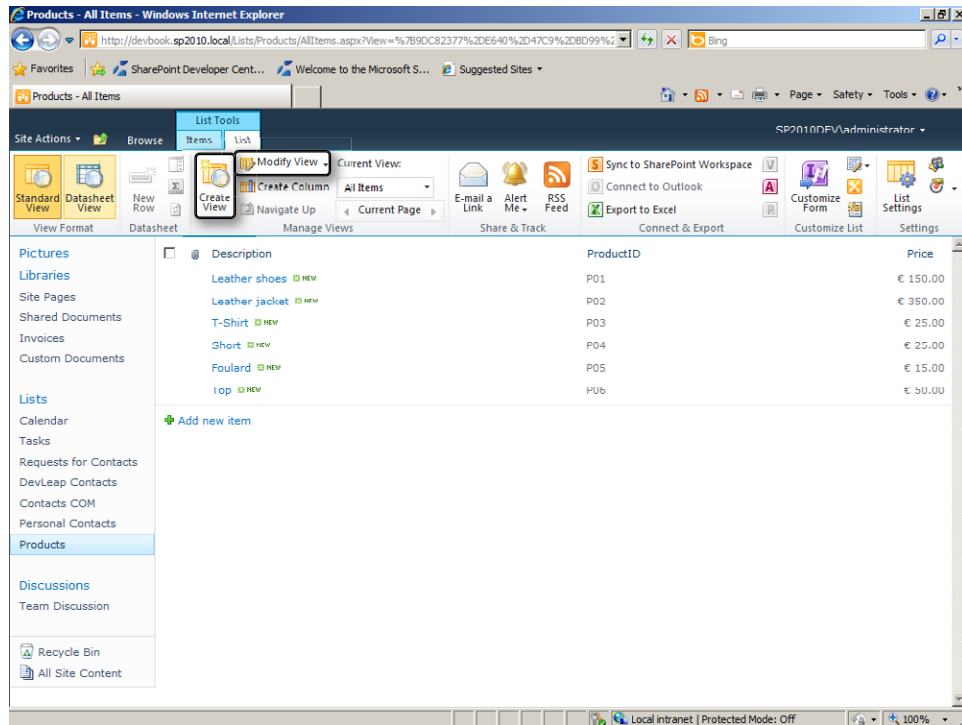 Products - All Items - Windows Internet Explorer
http://devbook.sp2010.local/Lists/Products/AllItems.aspx?View=%7B9DC82377%2DE640%2D47C9%2DBD99%2
Bing
Favorites SharePoint Developer Cent... Welcome to the Microsoft S... Suggested Sites
Products - All Items
Page Safety Tools
List Tools
SP2010DEV\administrator
Site Actions Browse Items List
Standard View
Datasheet View
New Row
Create View
Modify View
Create Column
Navigate Up
Current View:
All Items
Current Page
E-mail a Link
Alert Me
RSS Feed
Sync to SharePoint Workspace
Connect to Outlook
Export to Excel
Customize Form
List Settings
View Format Datasheet Manage Views Share & Track Connect & Export Customize List Settings
Pictures
Libraries
Site Pages
Shared Documents
Invoices
Custom Documents
Lists
Calendar
Tasks
Requests for Contacts
DevLeap Contacts
Contacts COM
Personal Contacts
Products
Discussions
Team Discussion
Recycle Bin
All Site Content
Description ProductID Price
Leather shoes NEW P01 € 150.00
Leather jacket NEW P02 € 350.00
T-Shirt NEW P03 € 25.00
Short NEW P04 € 25.00
Foulard NEW P05 € 15.00
Top NEW P06 € 50.00
Add new item
Local intranet | Protected Mode: Off
100%